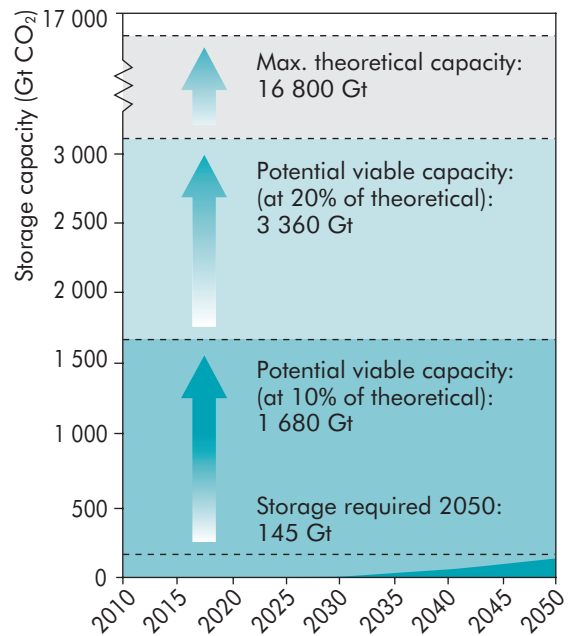 17 000
Storage capacity (Gt CO₂)
Max. theoretical capacity:
16 800 Gt
3 000
Potential viable capacity:
(at 20% of theoretical):
3 360 Gt
2 500
2 000
1 500
Potential viable capacity:
(at 10% of theoretical):
1 680 Gt
1 000
500
Storage required 2050:
145 Gt
0
2010 2015 2020 2025 2030 2035 2040 2045 2050